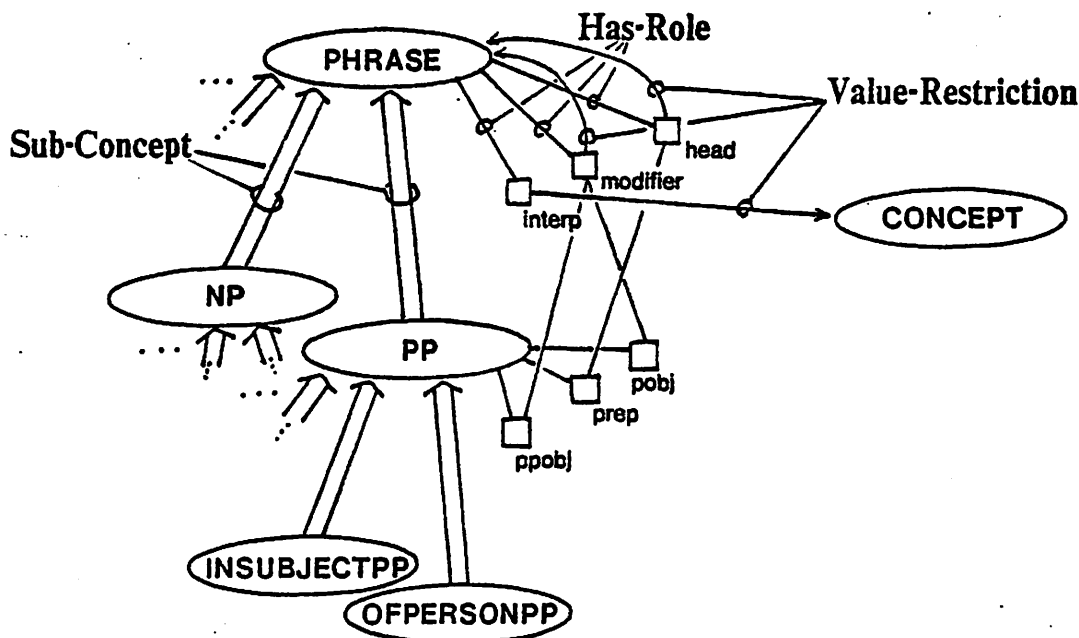 Has-Role
PHRASE
Value-Restriction
Sub-Concept
head
modifier
interp
CONCEPT
NP
PP
pobj
prep
ppobj
INSUBJECTPP
OFPERSONPP